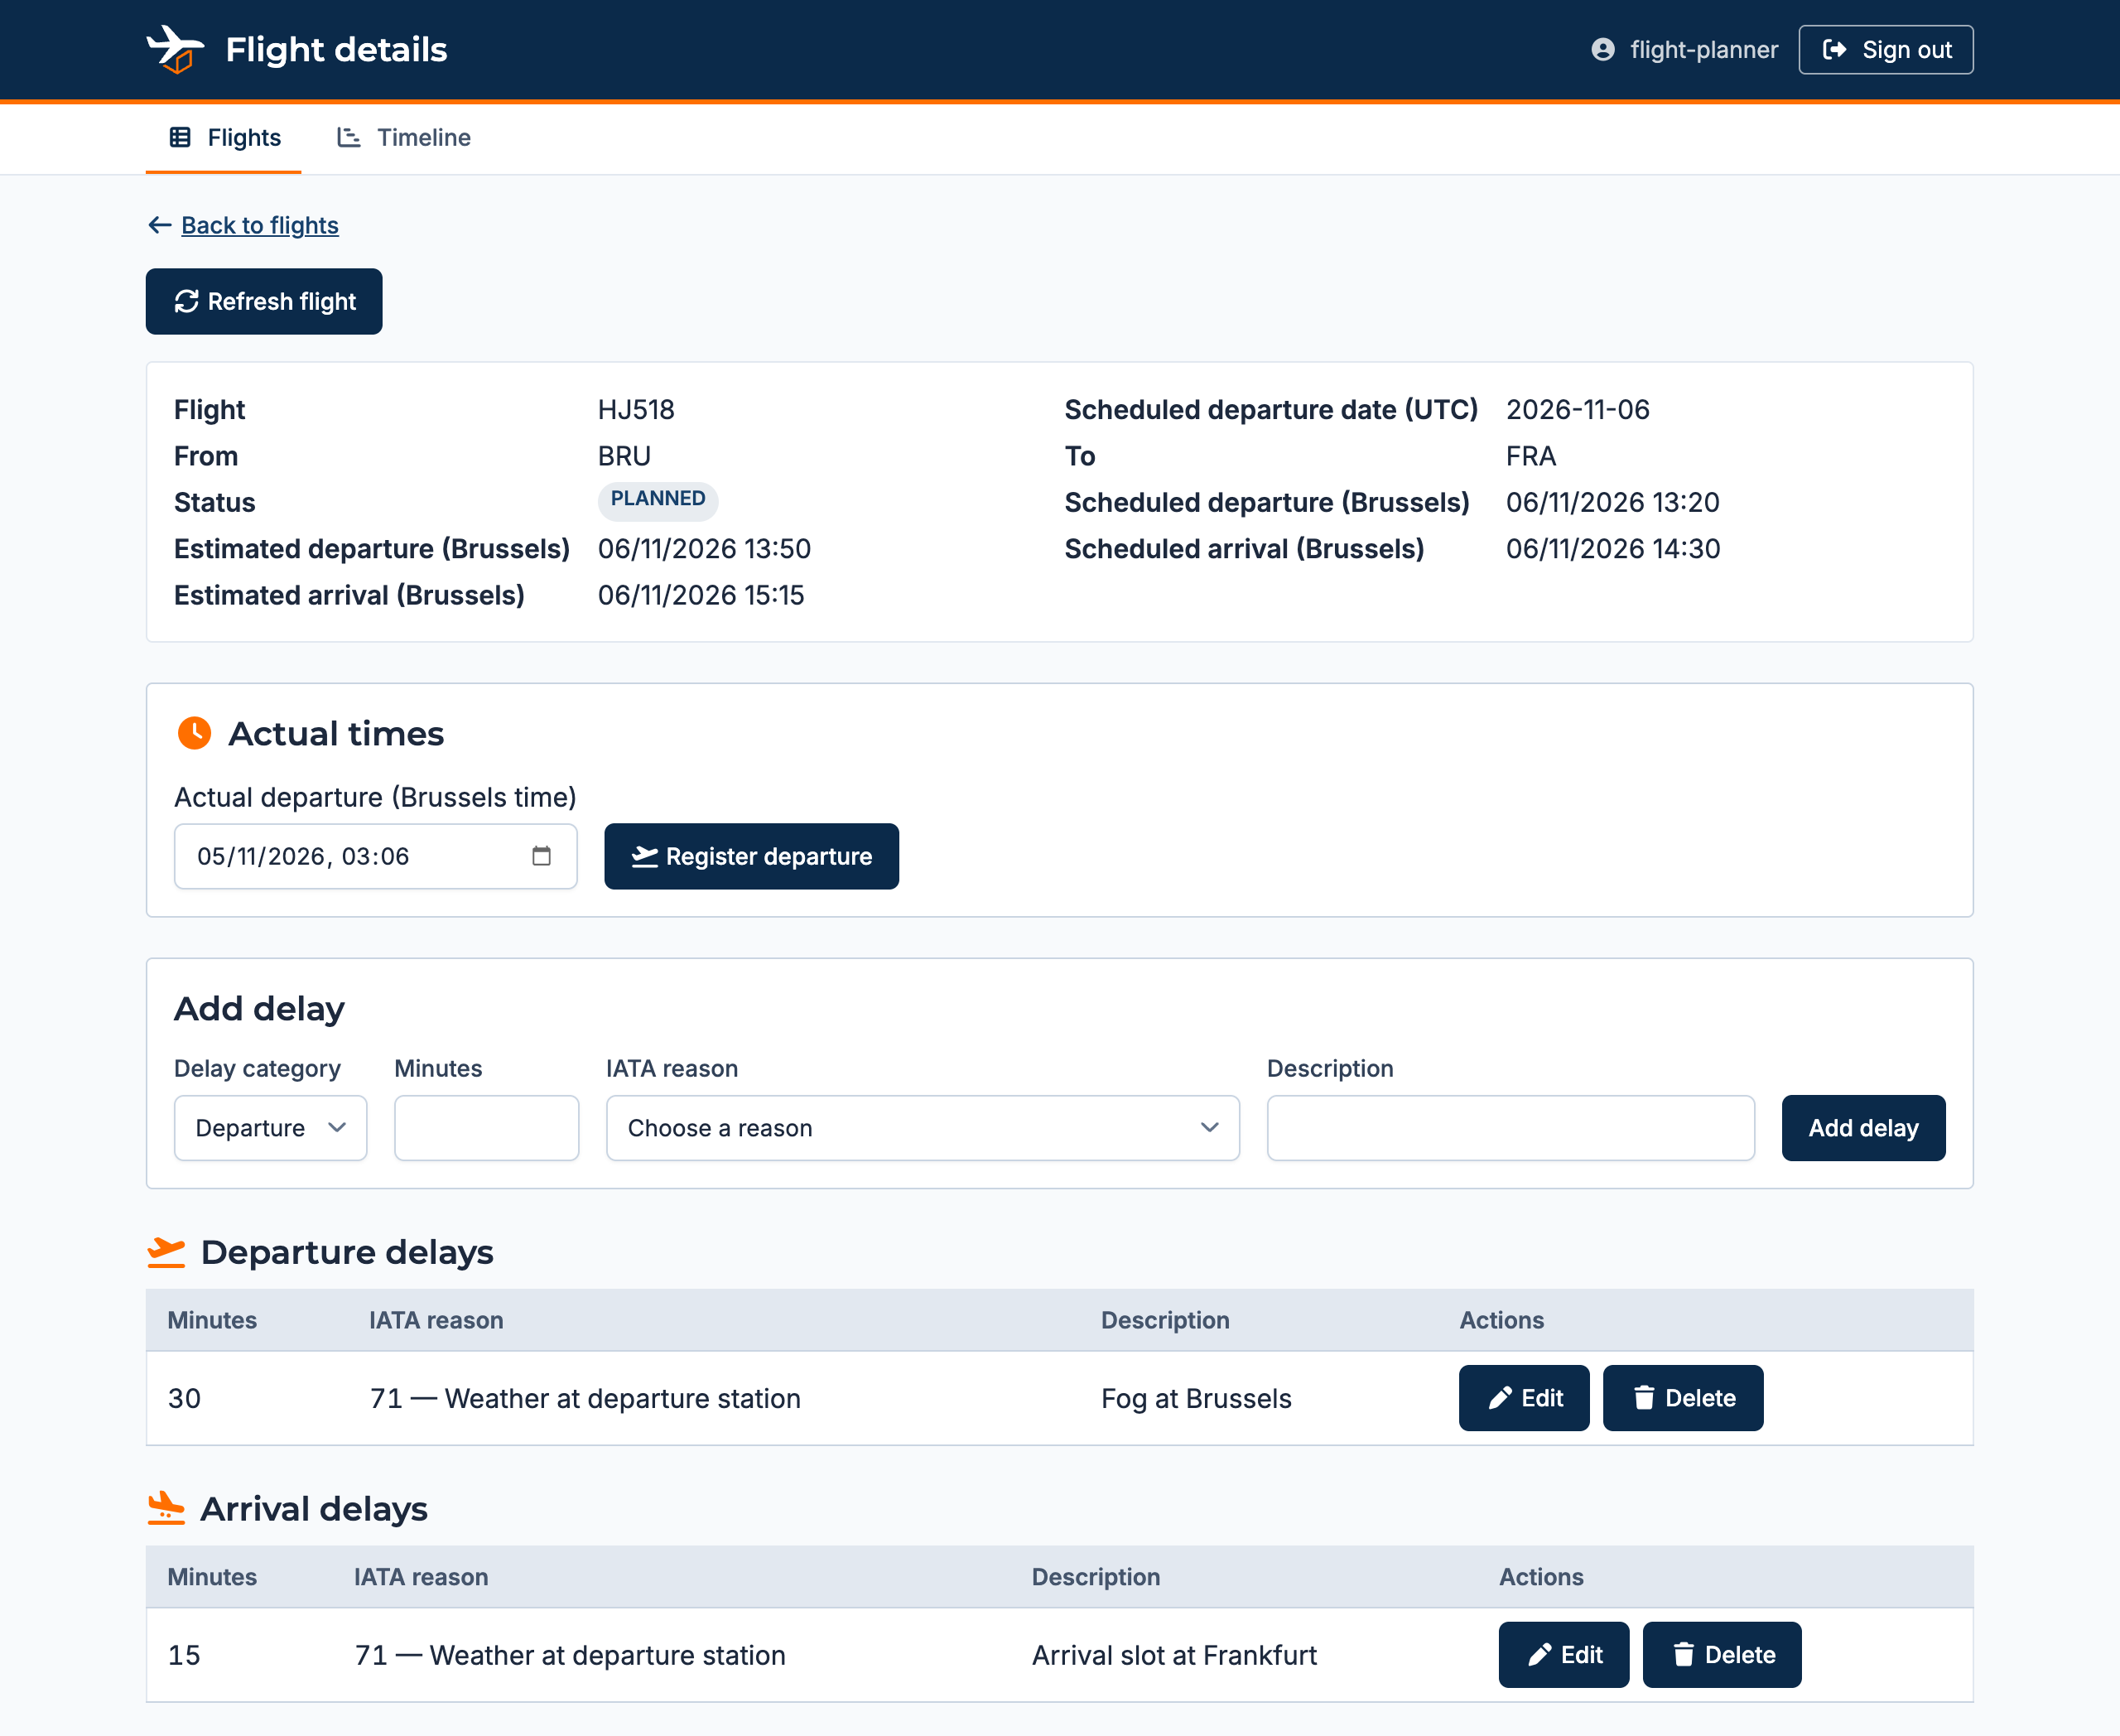 Flight details
flight-planner
Sign out
Flights
Timeline
Back to flights
Refresh flight
Flight HJ518 Scheduled departure date (UTC) 2026-11-06
From BRU To FRA
Status PLANNED Scheduled departure (Brussels) 06/11/2026 13:20
Estimated departure (Brussels) 06/11/2026 13:50 Scheduled arrival (Brussels) 06/11/2026 14:30
Estimated arrival (Brussels) 06/11/2026 15:15
Actual times
Actual departure (Brussels time)
05/11/2026, 03:06 Register departure
Add delay
Delay category Minutes IATA reason Description
Departure Choose a reason Add delay
Departure delays
Minutes IATA reason Description Actions
30 71 — Weather at departure station Fog at Brussels Edit Delete
Arrival delays
Minutes IATA reason Description Actions
15 71 — Weather at departure station Arrival slot at Frankfurt Edit Delete